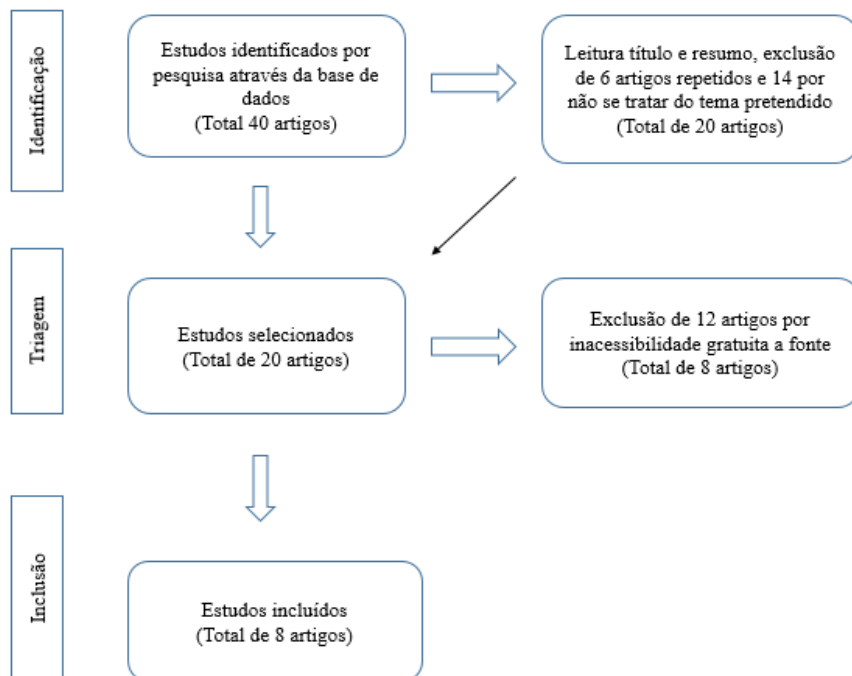 Identificação
Estudos identificados por
pesquisa através da base de
dados
(Total 40 artigos)
Leitura título e resumo, exclusão
de 6 artigos repetidos e 14 por
não se tratar do tema pretendido
(Total de 20 artigos)
Triagem
Estudos selecionados
(Total de 20 artigos)
Exclusão de 12 artigos por
inacessibilidade gratuita a fonte
(Total de 8 artigos)
Inclusão
Estudos incluídos
(Total de 8 artigos)